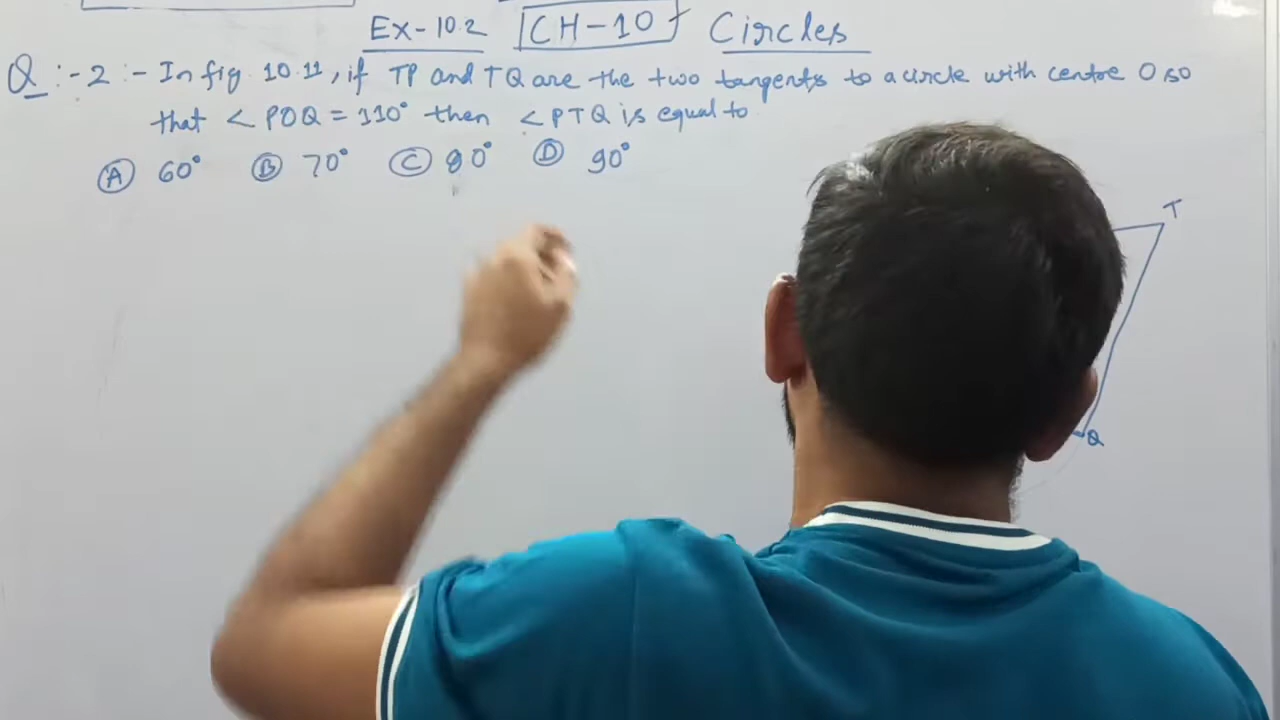 Ex-10.2 CH-10 Circles
Q:-2:- In fig 10.11, if TP and TQ are the two tangents to a circle with centre O so
that <POQ = 110° then <PTQ is equal to
(A) 60° (B) 70° (C) 80° (D) 90°
T
Q